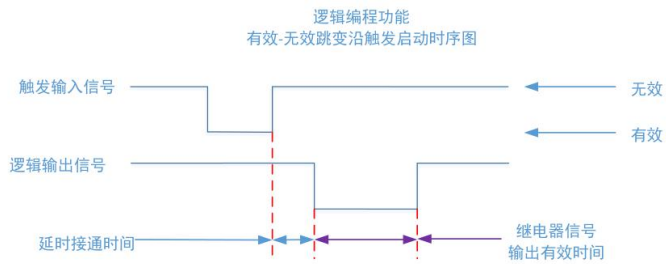 逻辑编程功能
有效-无效跳变沿触发启动时序图
触发输入信号
无效
有效
逻辑输出信号
延时接通时间
继电器信号
输出有效时间